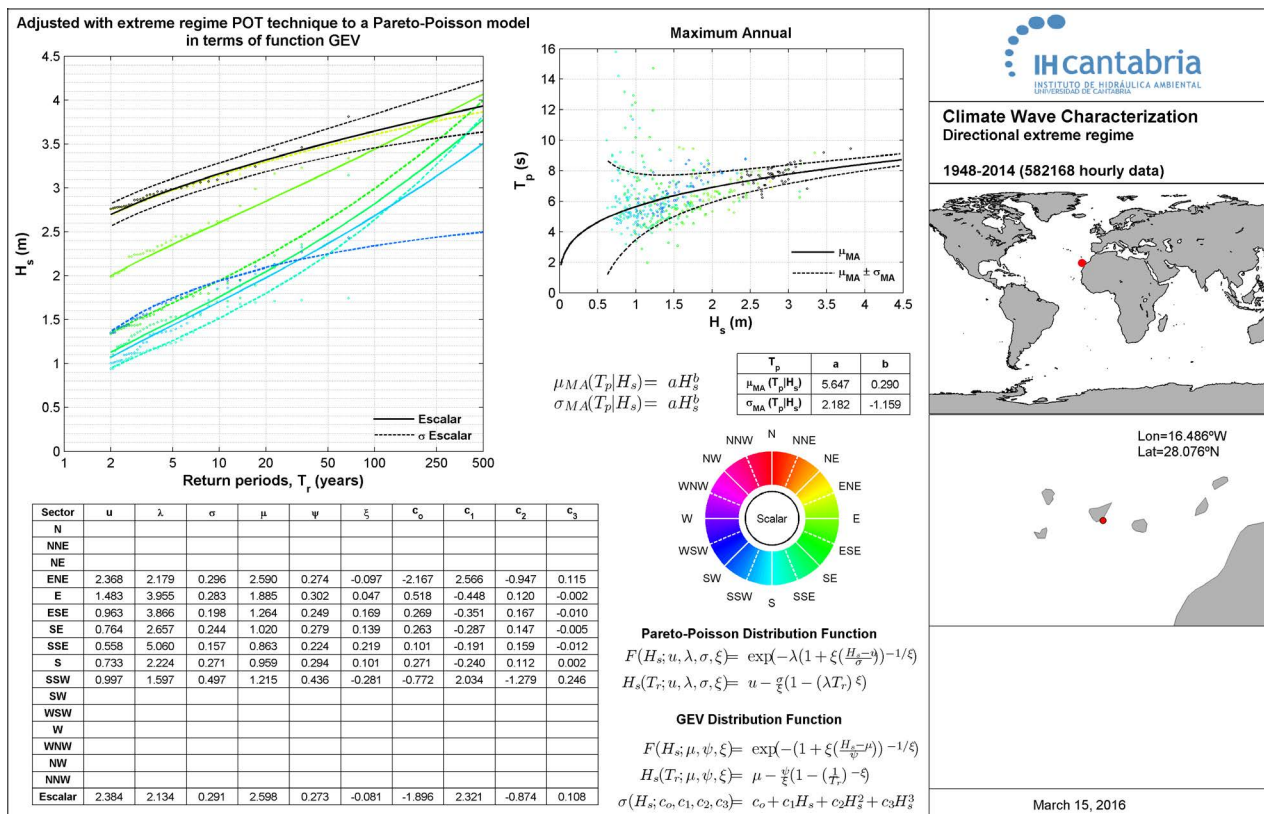 Adjusted with extreme regime POT technique to a Pareto-Poisson model
in terms of function GEV
4.5
4
3.5
3
2.5
2
1.5
1
0.5
0
H_s (m)
1 2 5 10 20 50 100 250 500
Return periods, T_r (years)
Escalar
σ Escalar
Maximum Annual
16
14
12
10
8
6
4
2
0
T_p (s)
0 0.5 1 1.5 2 2.5 3 3.5 4 4.5
H_s (m)
μ_MA
μ_MA ± σ_MA
μ_MA(T_p|H_s) = aH_s^b
σ_MA(T_p|H_s) = aH_s^b
T_p a b
μ_MA (T_p|H_s) 5.647 0.290
σ_MA (T_p|H_s) 2.182 -1.159
N
NNE
NE
ENE
E
ESE
SE
SSE
S
SSW
SW
WSW
W
WNW
NW
NNW
Scalar
Sector u λ σ μ ψ ξ c_o c_1 c_2 c_3
N
NNE
NE
ENE 2.368 2.179 0.296 2.590 0.274 -0.097 -2.167 2.566 -0.947 0.115
E 1.483 3.955 0.283 1.885 0.302 0.047 0.518 -0.448 0.120 -0.002
ESE 0.963 3.866 0.198 1.264 0.249 0.169 0.269 -0.351 0.167 -0.010
SE 0.764 2.657 0.244 1.020 0.279 0.139 0.263 -0.287 0.147 -0.005
SSE 0.558 5.060 0.157 0.863 0.224 0.219 0.101 -0.191 0.159 -0.012
S 0.733 2.224 0.271 0.959 0.294 0.101 0.271 -0.240 0.112 0.002
SSW 0.997 1.597 0.497 1.215 0.436 -0.281 -0.772 2.034 -1.279 0.246
SW
WSW
W
WNW
NW
NNW
Escalar 2.384 2.134 0.291 2.598 0.273 -0.081 -1.896 2.321 -0.874 0.108
Pareto-Poisson Distribution Function
F(H_s; u, λ, σ, ξ) = exp(-λ(1 + ξ(\frac{H_s-u}{σ}))^{-1/ξ})
H_s(T_r; u, λ, σ, ξ) = u - \frac{σ}{ξ}(1 - (λT_r)^ξ)
GEV Distribution Function
F(H_s; μ, ψ, ξ) = exp(-(1 + ξ(\frac{H_s-μ}{ψ}))^{-1/ξ})
H_s(T_r; μ, ψ, ξ) = μ - \frac{ψ}{ξ}(1 - (\frac{1}{T_r})^{-ξ})
σ(H_s; c_o, c_1, c_2, c_3) = c_o + c_1H_s + c_2H_s^2 + c_3H_s^3
IHcantabria
INSTITUTO DE HIDRÁULICA AMBIENTAL
UNIVERSIDAD DE CANTABRIA
Climate Wave Characterization
Directional extreme regime
1948-2014 (582168 hourly data)
Lon=16.486ºW
Lat=28.076ºN
March 15, 2016